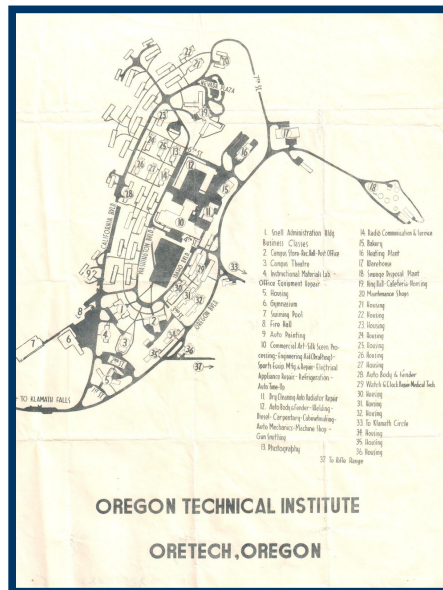 7th St
NEVADA PLAZA
CALIFORNIA BLVD
WASHINGTON BLVD
IDAHO BLVD
OREGON BLVD
TO KLAMATH FALLS
1 Snell Administration Bldg
Business Classes
2 Campus Store-Rec. Hall-Post Office
3 Campus Theatre
4 Instructional Materials Lab -
Office Equipment Repair
5 Housing
6 Gymnasium
7 Swimming Pool
8 Fire Hall
9 Auto Painting
10 Commercial Art-Silk Screen Pro-
cessing-Engineering Aid(Drafting)-
Sports Equip. Mfg. & Repair-Electrical
Appliance Repair-Refrigeration-
Auto Tune-Up
11 Dry Cleaning-Auto Radiator Repair
12 Auto Body & Fender-Welding-
Diesel-Carpentry-Cabinetmaking-
Auto Mechanics-Machine Shop-
Gun Smithing
13 Photography
14 Radio Communication & Service
15 Bakery
16 Heating Plant
17 Warehouse
18 Sewage Disposal Plant
19 King Hall-Cafeteria-Housing
20 Maintenance Shops
21 Housing
22 Housing
23 Housing
24 Housing
25 Housing
26 Housing
27 Housing
28 Auto Body & Fender
29 Watch & Clock Repair-Medical Tech.
30 Housing
31 Housing
32 Housing
33 To Klamath Circle
34 Housing
35 Housing
36 Housing
37 To Rifle Range
OREGON TECHNICAL INSTITUTE
ORETECH, OREGON